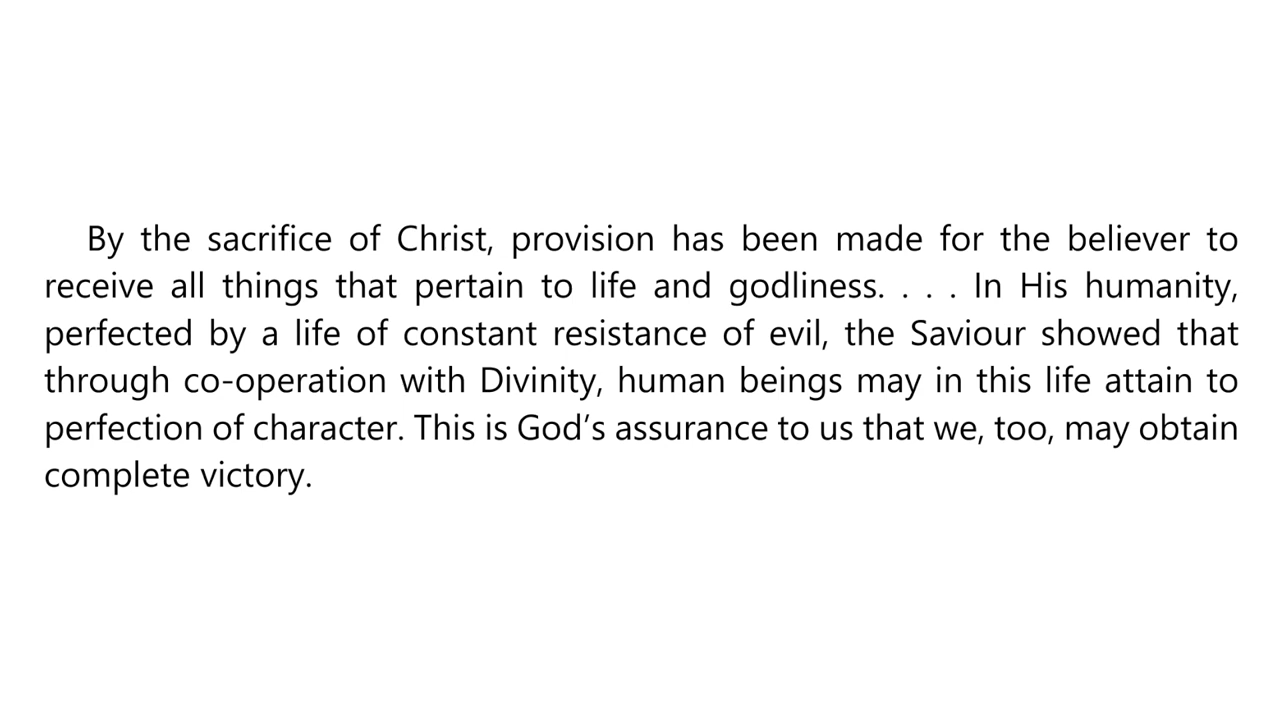 By the sacrifice of Christ, provision has been made for the believer to
receive all things that pertain to life and godliness. . . . In His humanity,
perfected by a life of constant resistance of evil, the Saviour showed that
through co-operation with Divinity, human beings may in this life attain to
perfection of character. This is God’s assurance to us that we, too, may obtain
complete victory.